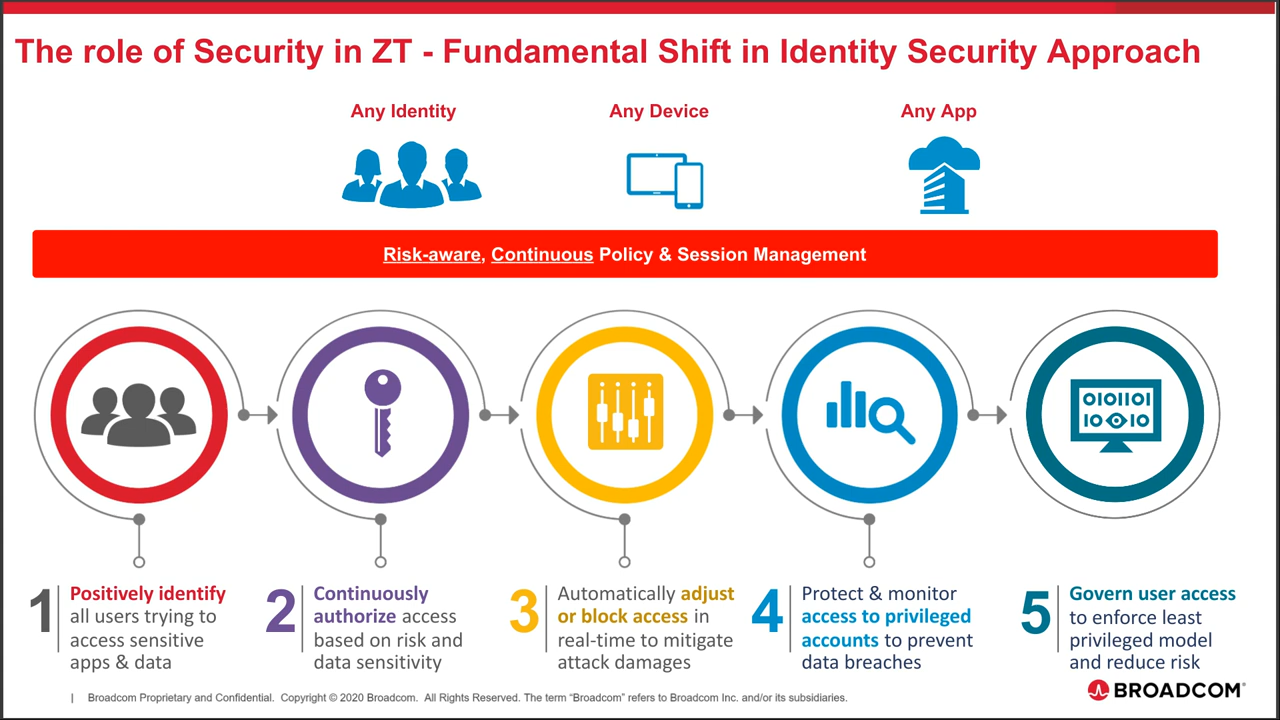 The role of Security in ZT - Fundamental Shift in Identity Security Approach
Any Identity
Any Device
Any App
Risk-aware, Continuous Policy & Session Management
01011011
10 10
1
Positively identify
all users trying to
access sensitive
apps & data
2
Continuously
authorize access
based on risk and
data sensitivity
3
Automatically adjust
or block access in
real-time to mitigate
attack damages
4
Protect & monitor
access to privileged
accounts to prevent
data breaches
5
Govern user access
to enforce least
privileged model
and reduce risk
| Broadcom Proprietary and Confidential. Copyright © 2020 Broadcom. All Rights Reserved. The term “Broadcom” refers to Broadcom Inc. and/or its subsidiaries.
BROADCOM®